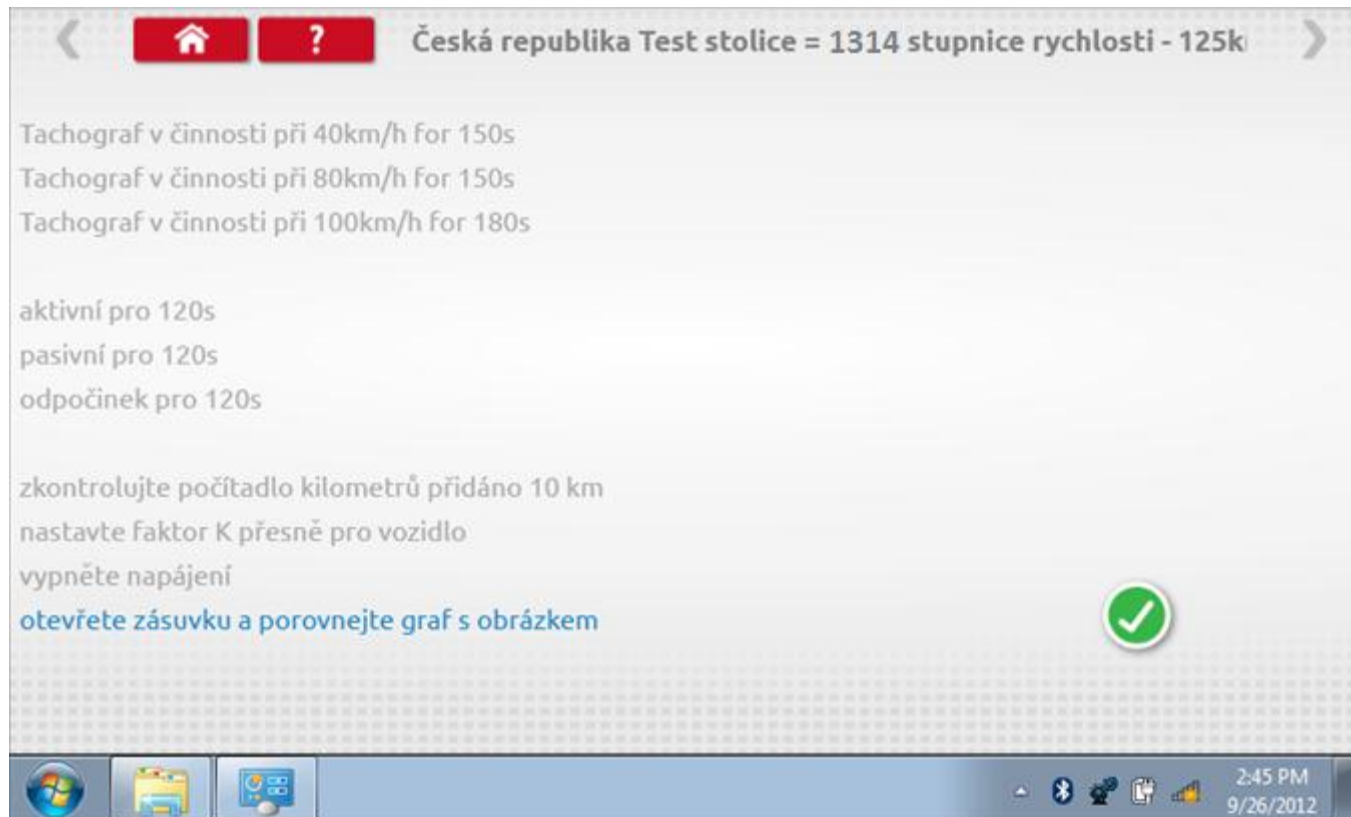 ?
Česká republika Test stolice = 1314 stupnice rychlosti - 125k
Tachograf v činnosti při 40km/h for 150s
Tachograf v činnosti při 80km/h for 150s
Tachograf v činnosti při 100km/h for 180s
aktivní pro 120s
pasivní pro 120s
odpočinek pro 120s
zkontrolujte počítadlo kilometrů přidáno 10 km
nastavte faktor K přesně pro vozidlo
vypněte napájení
otevřete zásuvku a porovnejte graf s obrázkem
2:45 PM
9/26/2012